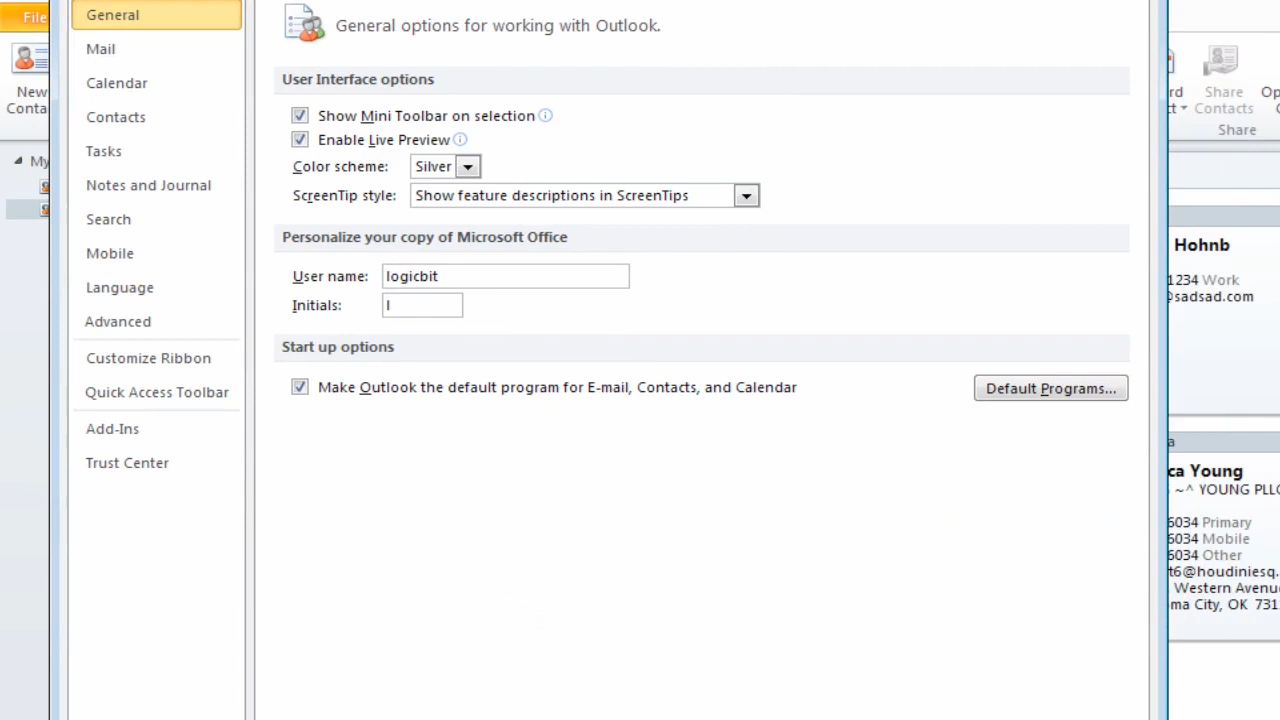 File
General
General options for working with Outlook.
New
Conta
Mail
Calendar
Contacts
Tasks
Notes and Journal
Search
Mobile
Language
Advanced
Customize Ribbon
Quick Access Toolbar
Add-Ins
Trust Center
My
User Interface options
Show Mini Toolbar on selection
Enable Live Preview
Color scheme: Silver
ScreenTip style: Show feature descriptions in ScreenTips
Personalize your copy of Microsoft Office
User name: logicbit
Initials: l
Start up options
Make Outlook the default program for E-mail, Contacts, and Calendar
Default Programs...
rd
ct
Share
Contacts
Op
Share
Hohnb
1234 Work
@sadsad.com
a
ca Young
~^ YOUNG PLLC
6034 Primary
6034 Mobile
6034 Other
t6@houdiniesq.
Western Avenu
ma City, OK 731